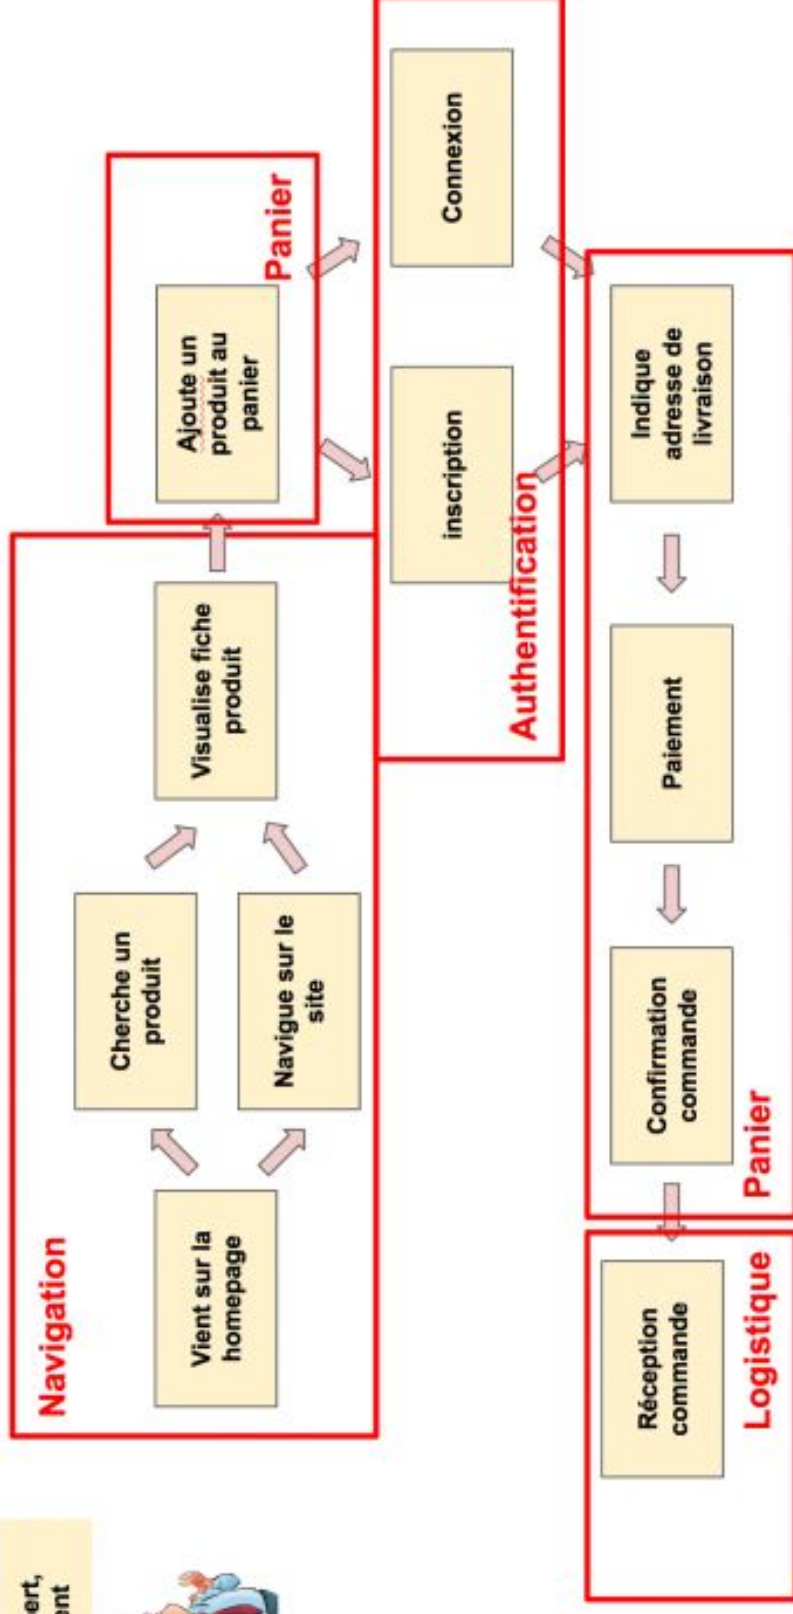 Navigation
Vient sur la
homepage
Cherche un
produit
Navigue sur le
site
Visualise fiche
produit
Ajoute un
produit au
panier
Panier
inscription
Connexion
Authentification
Indique
adresse de
livraison
Paiement
Confirmation
commande
Panier
Réception
commande
Logistique